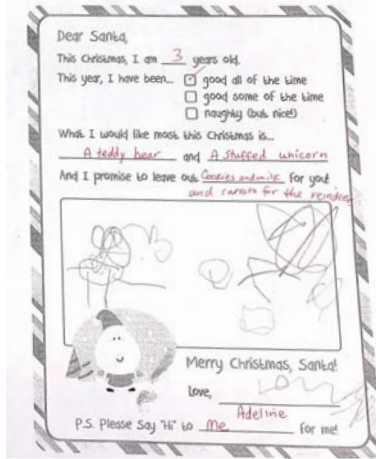 Dear Santa,
This Christmas, I am 3 years old.
This year, I have been... good all of the time
good some of the time
naughty (but nice!)
What I would like most this Christmas is...
A teddy bear and A Stuffed unicorn
And I promise to leave out Cookies and milk for you!
and carrots for the reindeer
Merry Christmas, Santa!
Love,
Adeline
P.S. Please Say "Hi" to Me for me!